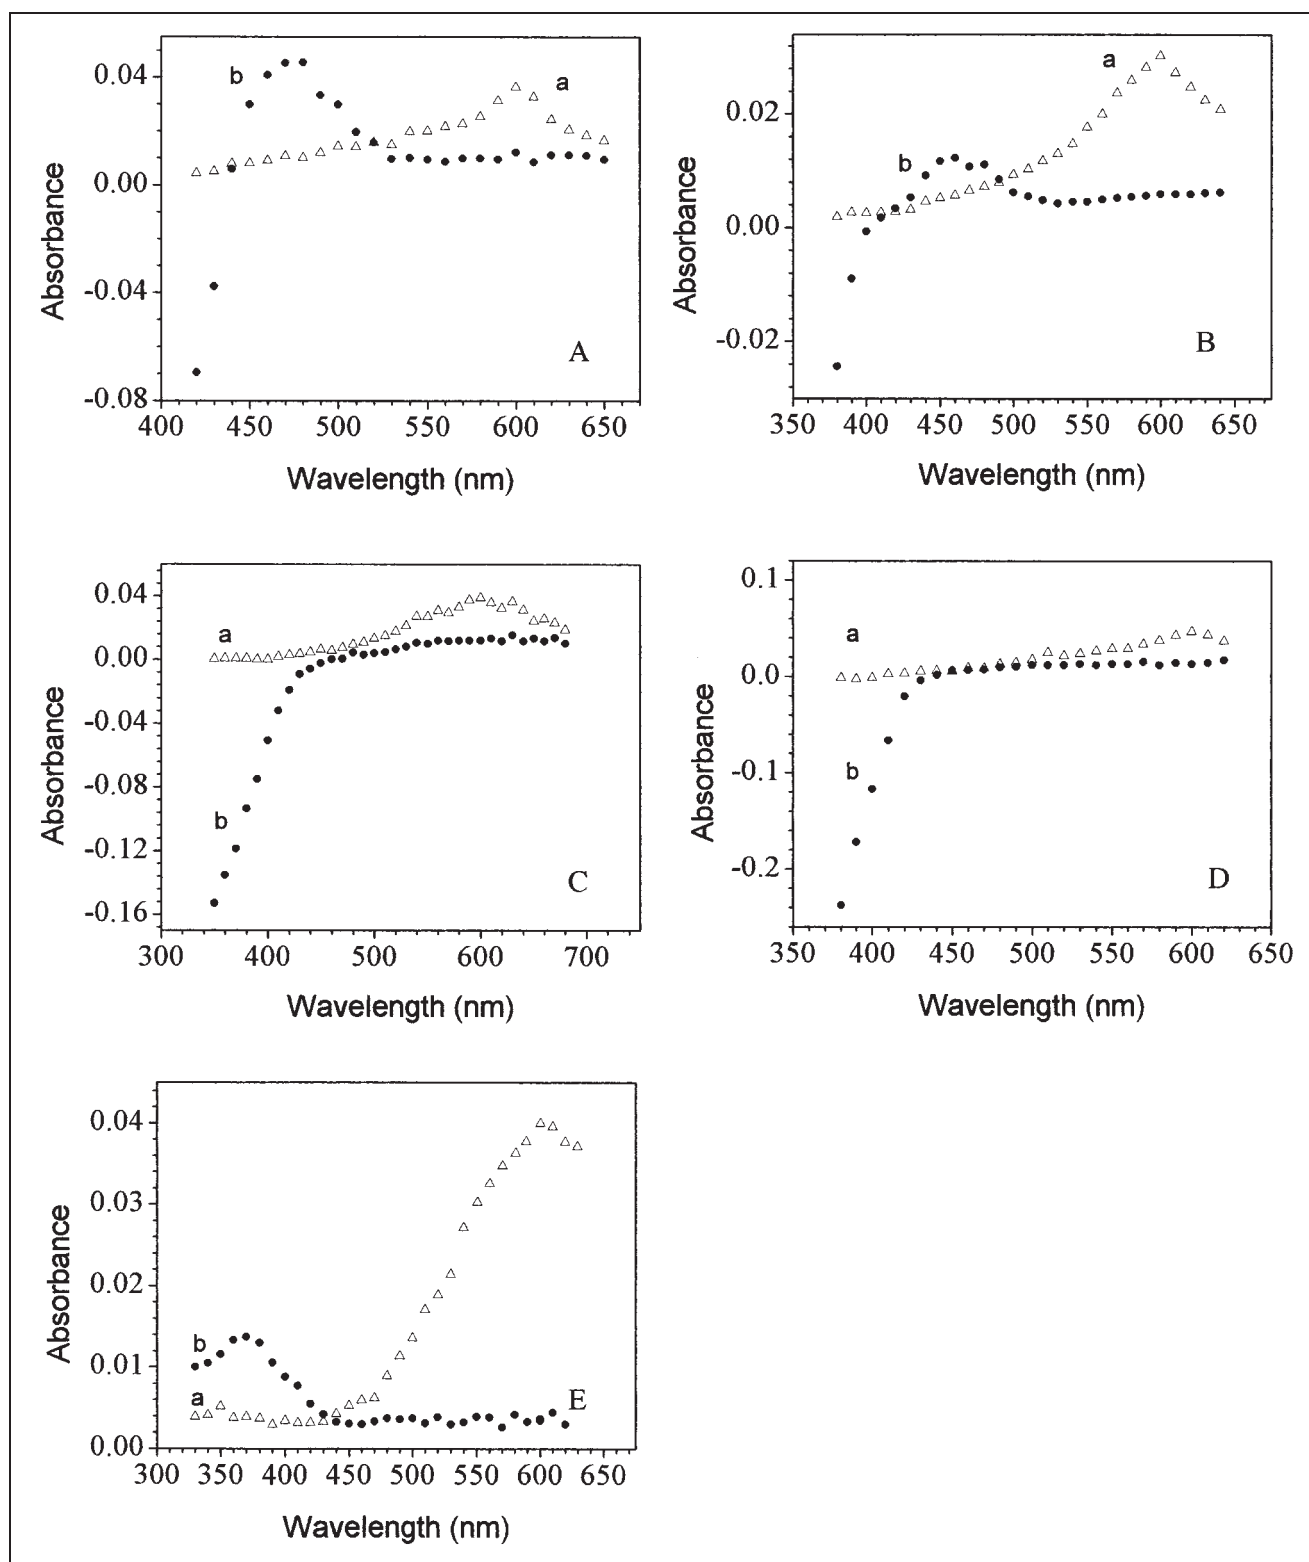 0.04
0.00
-0.04
-0.08
400 450 500 550 600 650
Absorbance
Wavelength (nm)
b
a
A
0.02
0.00
-0.02
350 400 450 500 550 600 650
Absorbance
Wavelength (nm)
a
b
B
0.04
0.00
-0.04
-0.08
-0.12
-0.16
300 400 500 600 700
Absorbance
Wavelength (nm)
a
b
C
0.1
0.0
-0.1
-0.2
350 400 450 500 550 600 650
Absorbance
Wavelength (nm)
a
b
D
0.04
0.03
0.02
0.01
0.00
300 350 400 450 500 550 600 650
Absorbance
Wavelength (nm)
b
a
E